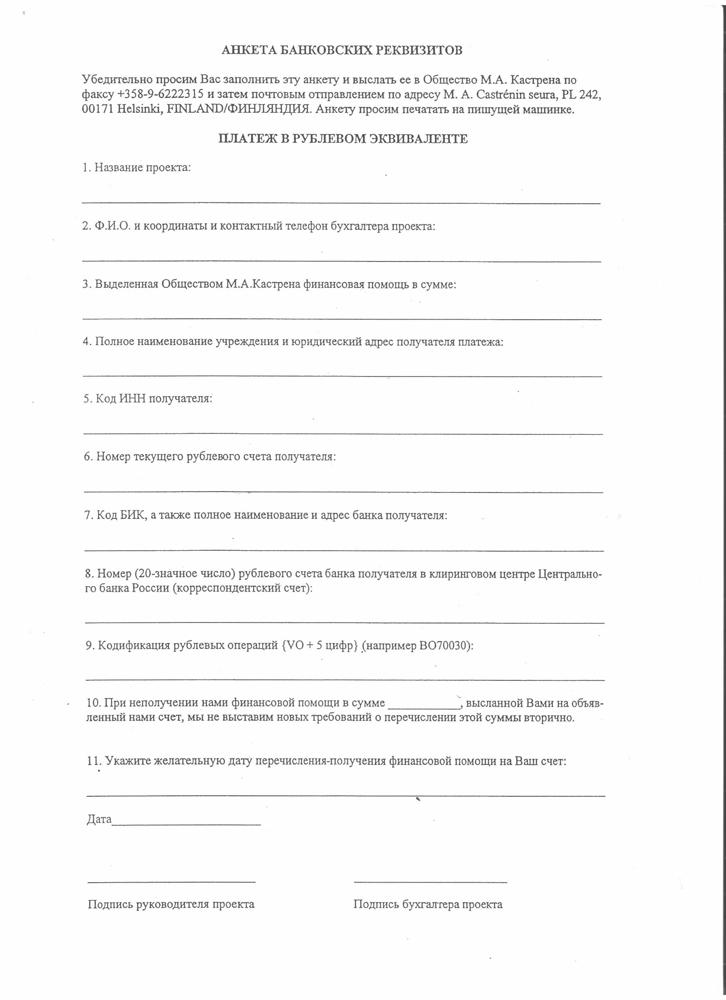 АНКЕТА БАНКОВСКИХ РЕКВИЗИТОВ
Убедительно просим Вас заполнить эту анкету и выслать ее в Общество М.А. Кастрена по
факсу +358-9-6222315 и затем почтовым отправлением по адресу M. A. Castrénin seura, PL 242,
00171 Helsinki, FINLAND/ФИНЛЯНДИЯ. Анкету просим печатать на пишущей машинке.
ПЛАТЕЖ В РУБЛЕВОМ ЭКВИВАЛЕНТЕ
1. Название проекта:
2. Ф.И.О. и координаты и контактный телефон бухгалтера проекта:
3. Выделенная Обществом М.А.Кастрена финансовая помощь в сумме:
4. Полное наименование учреждения и юридический адрес получателя платежа:
5. Код ИНН получателя:
6. Номер текущего рублевого счета получателя:
7. Код БИК, а также полное наименование и адрес банка получателя:
8. Номер (20-значное число) рублевого счета банка получателя в клиринговом центре Центрально-
го банка России (корреспондентский счет):
9. Кодификация рублевых операций {VO + 5 цифр} (например ВО70030):
10. При неполучении нами финансовой помощи в сумме ____________, высланной Вами на объяв-
ленный нами счет, мы не выставим новых требований о перечислении этой суммы вторично.
11. Укажите желательную дату перечисления-получения финансовой помощи на Ваш счет:
Дата_________________________
Подпись руководителя проекта Подпись бухгалтера проекта